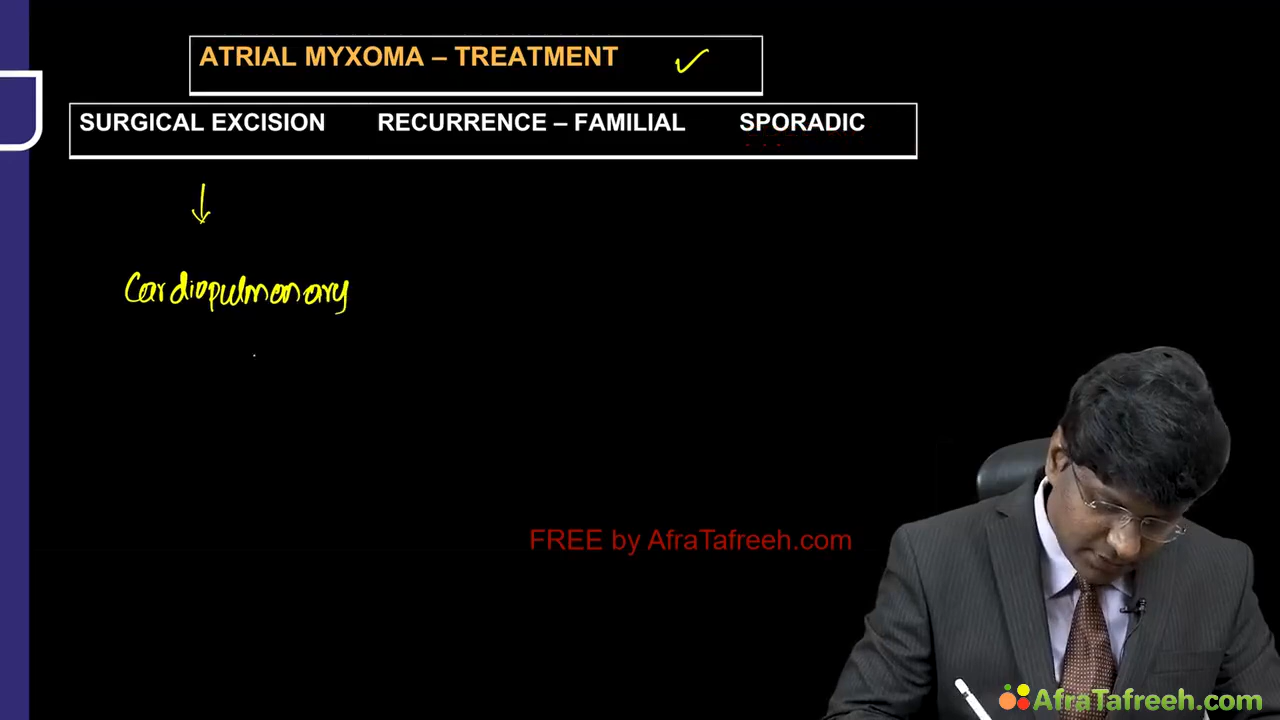 ATRIAL MYXOMA – TREATMENT
SURGICAL EXCISION RECURRENCE – FAMILIAL SPORADIC
Cardiopulmonary
FREE by AfraTafreeh.com
AfraTafreeh.com